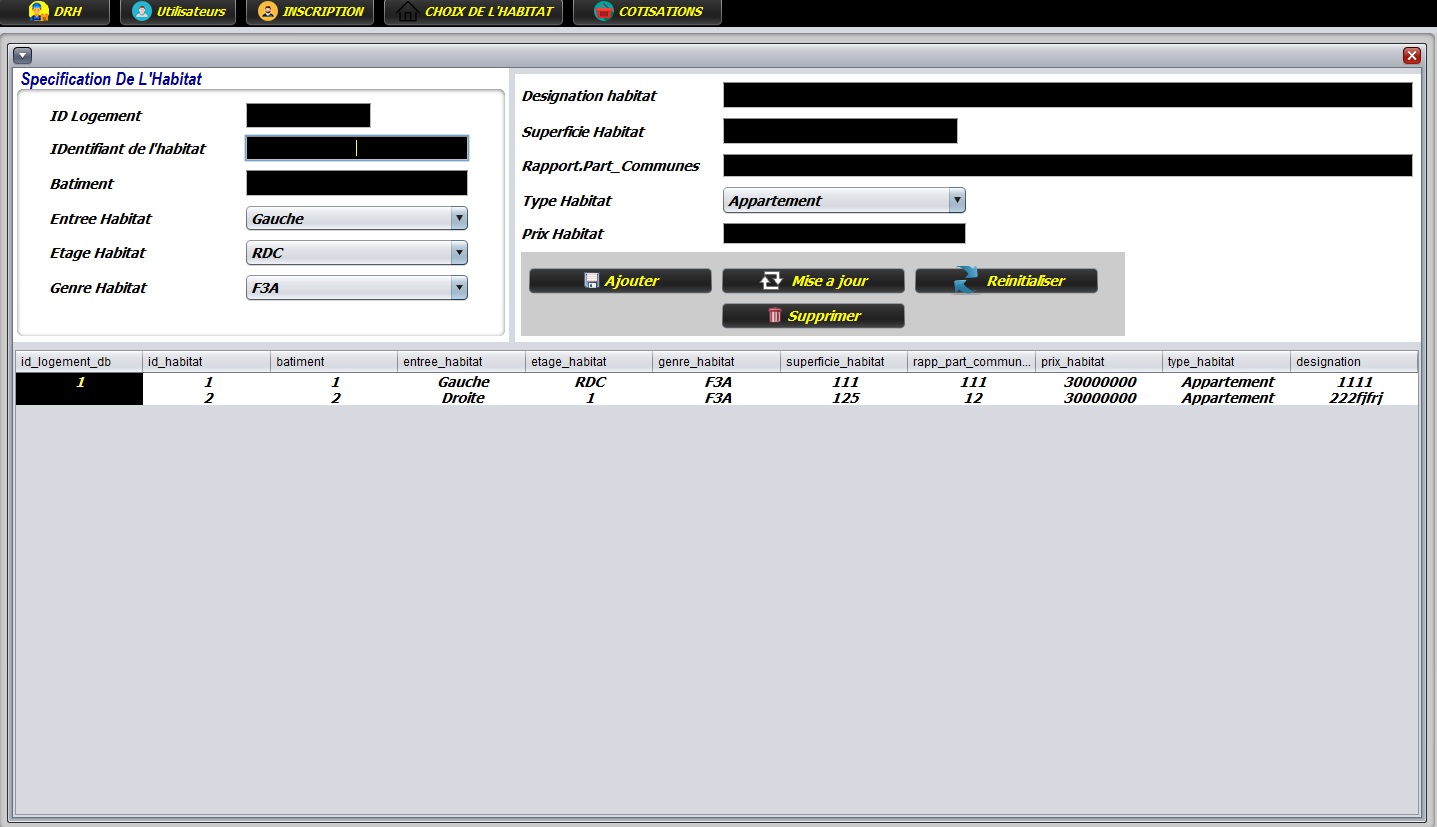 DRH Utilisateurs INSCRIPTION CHOIX DE L'HABITAT COTISATIONS
Specification De L'Habitat
ID Logement
IDentifiant de l'habitat
Batiment
Entree Habitat Gauche
Etage Habitat RDC
Genre Habitat F3A
Designation habitat
Superficie Habitat
Rapport.Part_Communes
Type Habitat Appartement
Prix Habitat
Ajouter Mise a jour Reinitialiser
Supprimer
id_logement_db id_habitat batiment entree_habitat etage_habitat genre_habitat superficie_habitat rapp_part_commun... prix_habitat type_habitat designation
1 1 1 Gauche RDC F3A 111 111 30000000 Appartement 1111
2 2 Droite 1 F3A 125 12 30000000 Appartement 222fjfrj